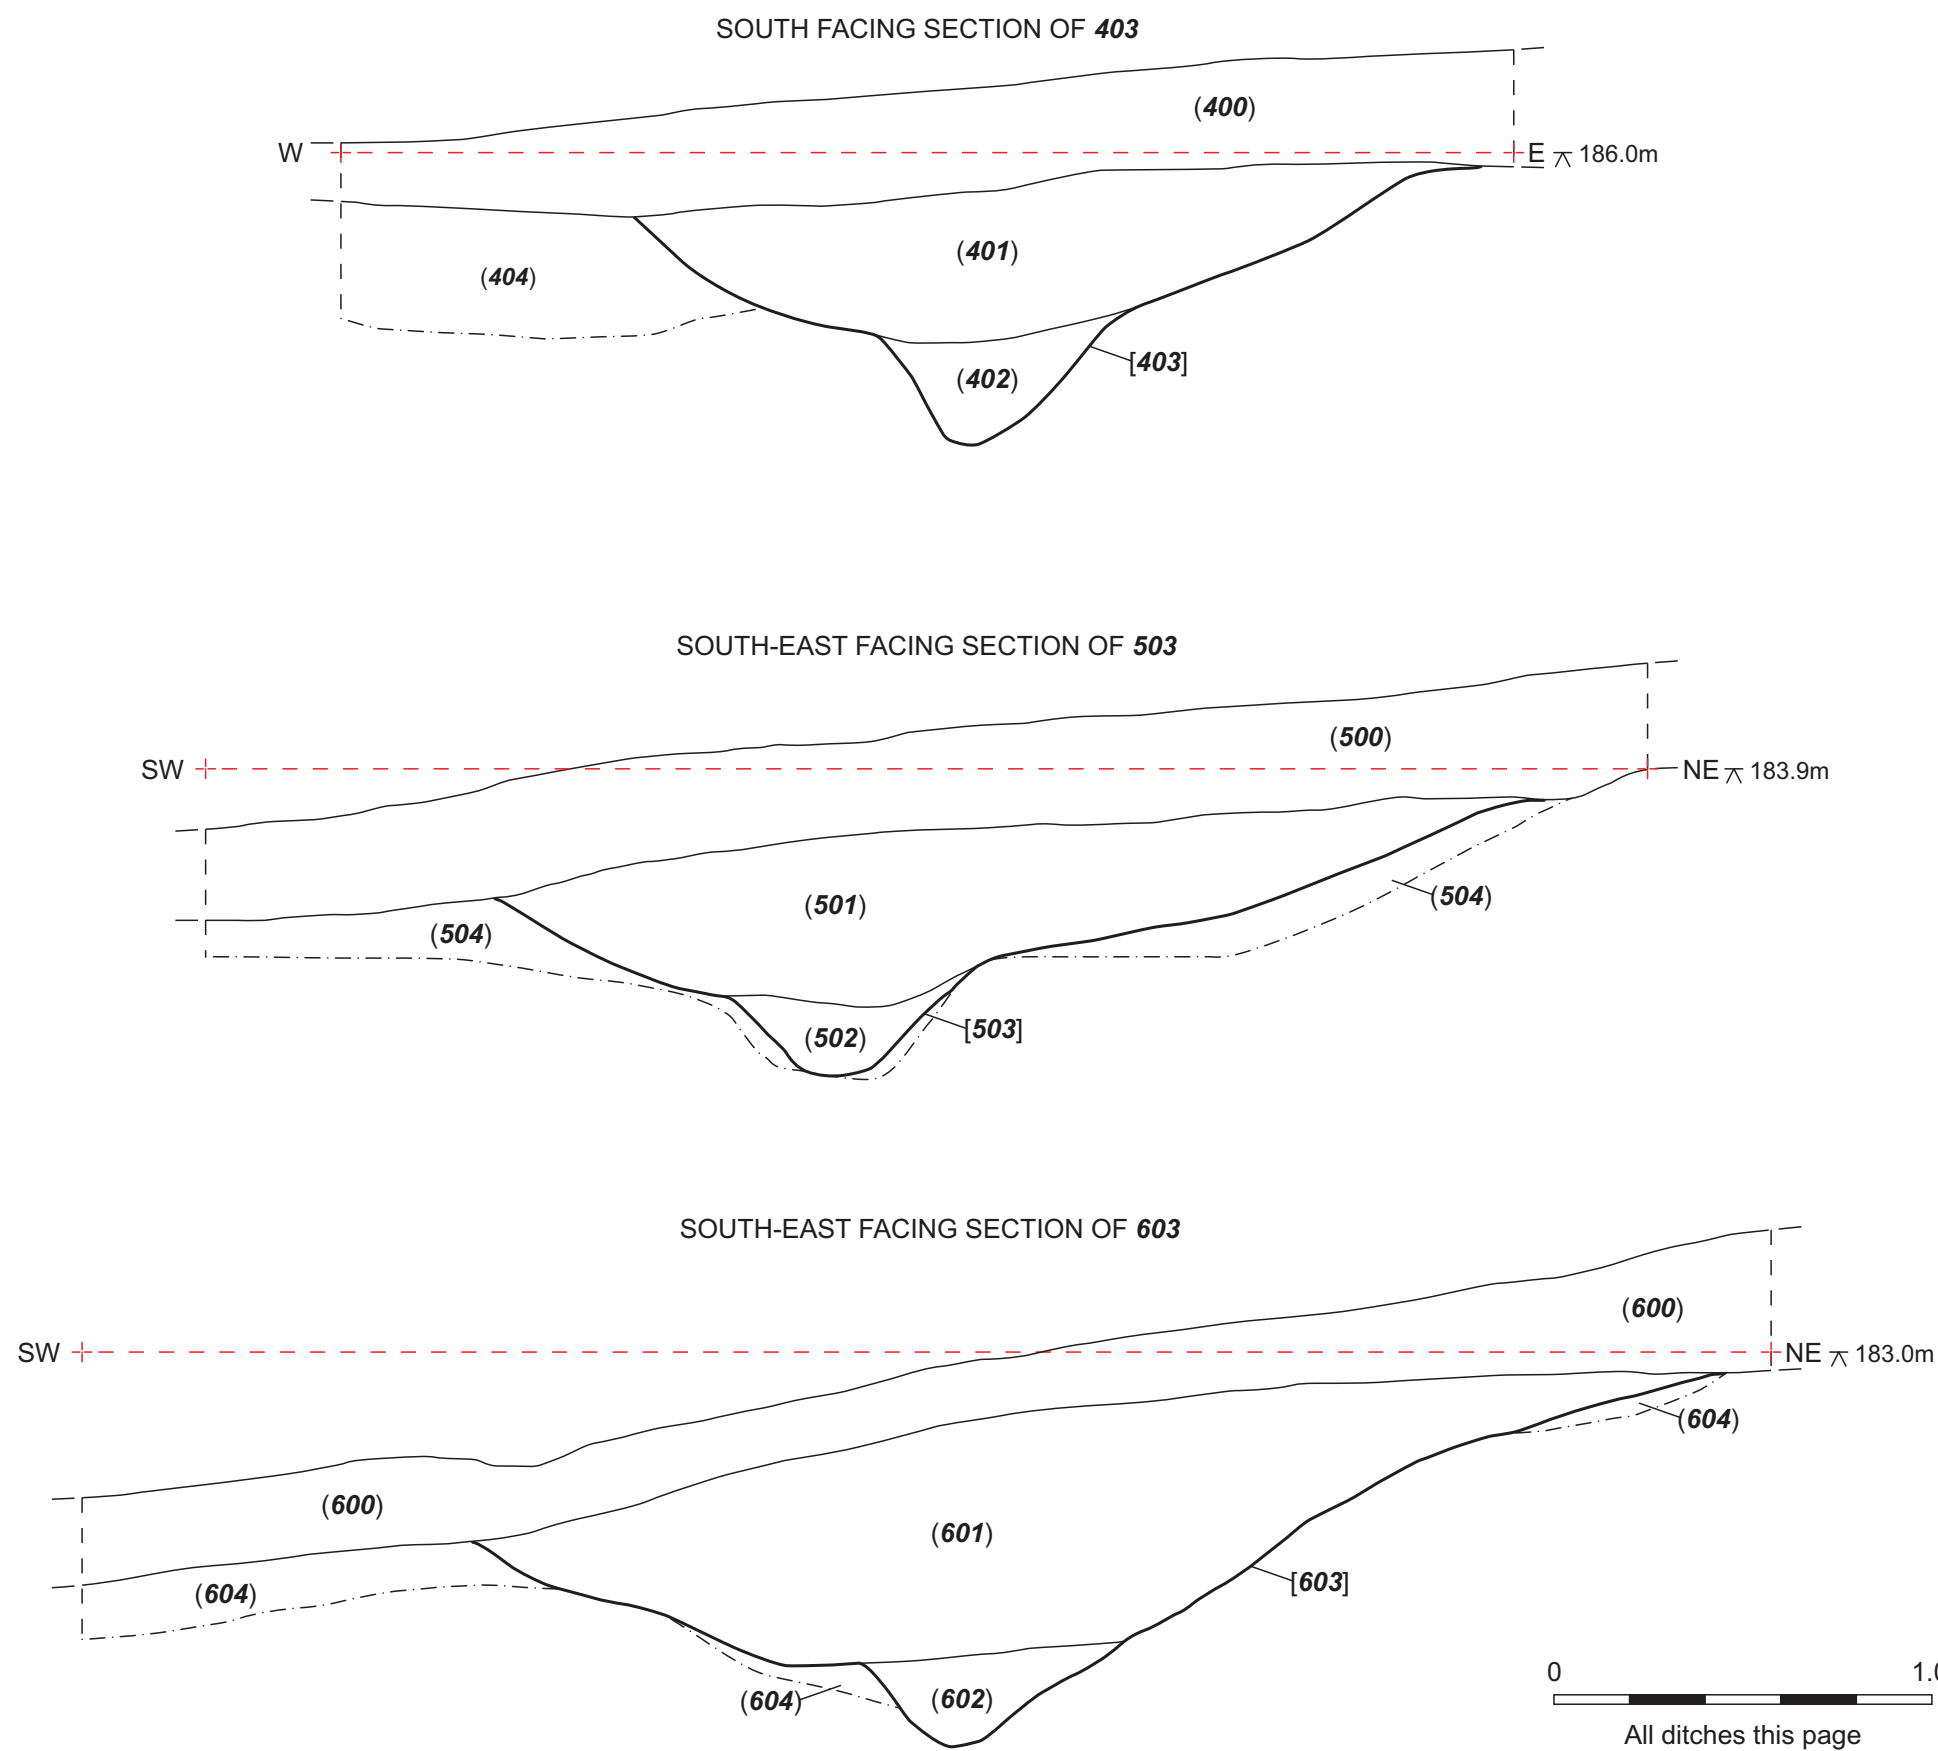 SOUTH FACING SECTION OF 403
(400)
W
E 186.0m
(401)
(404)
(402)
[403]
SOUTH-EAST FACING SECTION OF 503
(500)
SW
NE 183.9m
(501)
(504)
(504)
(502)
[503]
SOUTH-EAST FACING SECTION OF 603
(600)
SW
NE 183.0m
(604)
(600)
(601)
(604)
[603]
(604)
(602)
0
1.0
All ditches this page